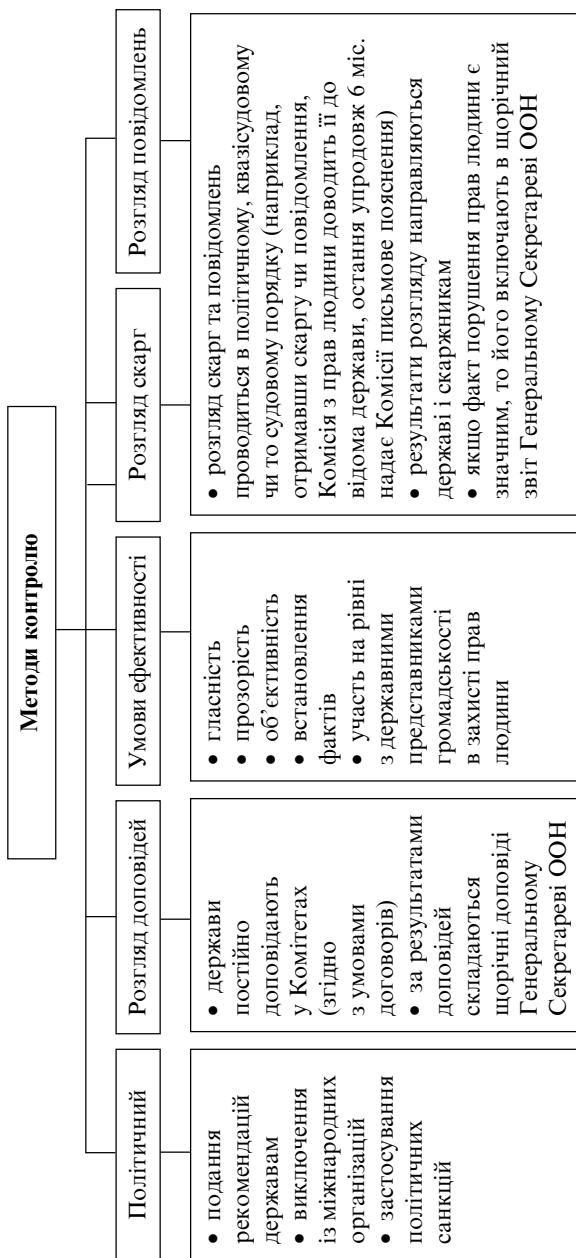 Методи контролю
Політичний
• подання
рекомендацій
державам
• виключення
із міжнародних
організацій
• застосування
політичних
санкцій
Розгляд доповідей
• держави
постійно
доповідають
у Комітетах
(згідно
з умовами
договорів)
• за результатами
доповідей
складаються
щорічні доповіді
Генеральному
Секретареві ООН
Умови ефективності
• гласність
• прозорість
• об’єктивність
• встановлення
фактів
• участь на рівні
з державними
представниками
громадськості
в захисті прав
людини
Розгляд скарг
Розгляд повідомлень
• розгляд скарг та повідомлень
проводиться в політичному, квазісудовому
чи то судовому порядку (наприклад,
отримавши скаргу чи повідомлення,
Комісія з прав людини доводить її до
відома держави, остання упродовж 6 міс.
надає Комісії письмове пояснення)
• результати розгляду направляються
державі і скаржникам
• якщо факт порушення прав людини є
значним, то його включають в щорічний
звіт Генеральному Секретареві ООН